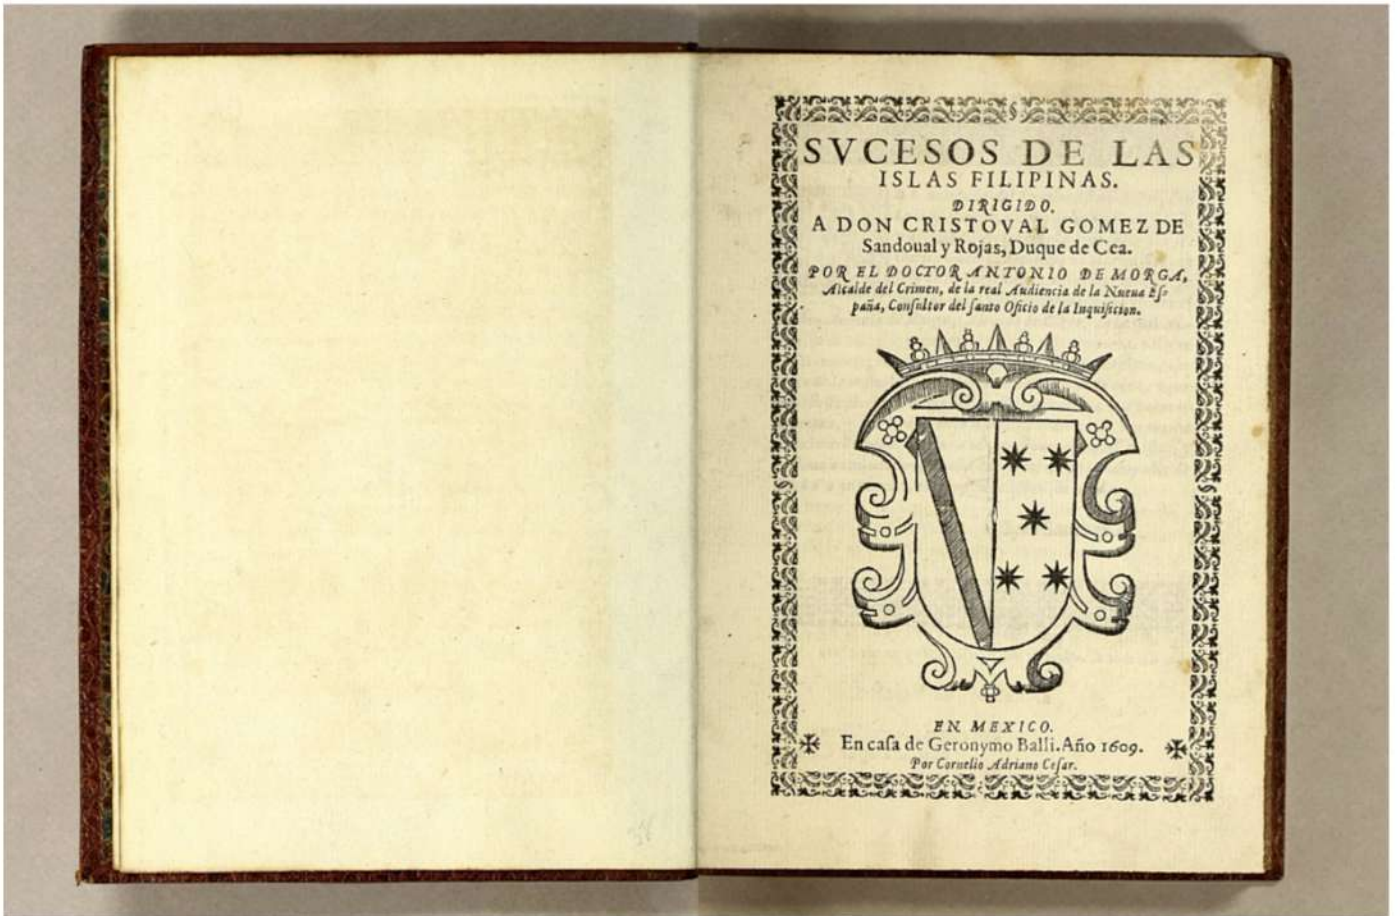 SVCESOS DE LAS
ISLAS FILIPINAS.
DIRIGIDO.
A DON CRISTOVAL GOMEZ DE
Sandoual y Rojas, Duque de Cea.
POR EL DOCTOR ANTONIO DE MORGA,
Alcalde del Crimen, de la real Audiencia de la Nueua Eſ-
paña, Conſultor del ſanto Oficio de la Inquiſicion.
EN MEXICO.
En caſa de Geronymo Balli. Año 1609.
Por Cornelio Adriano Ceſar.